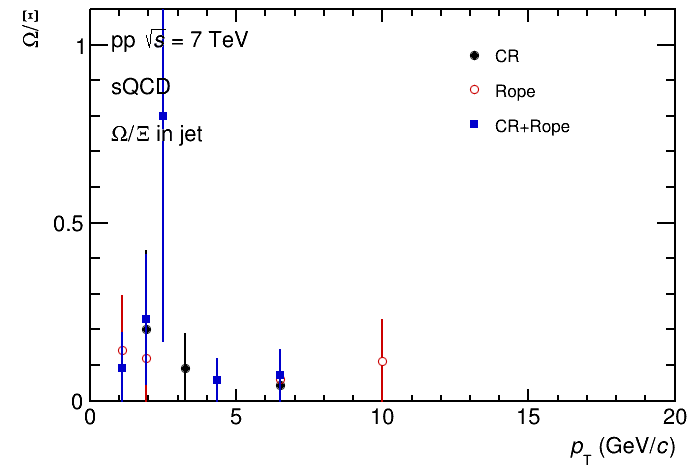 Ω/Ξ
1
0.5
0
pp √s = 7 TeV
sQCD
Ω/Ξ in jet
CR
Rope
CR+Rope
0 5 10 15 20
p_T (GeV/c)